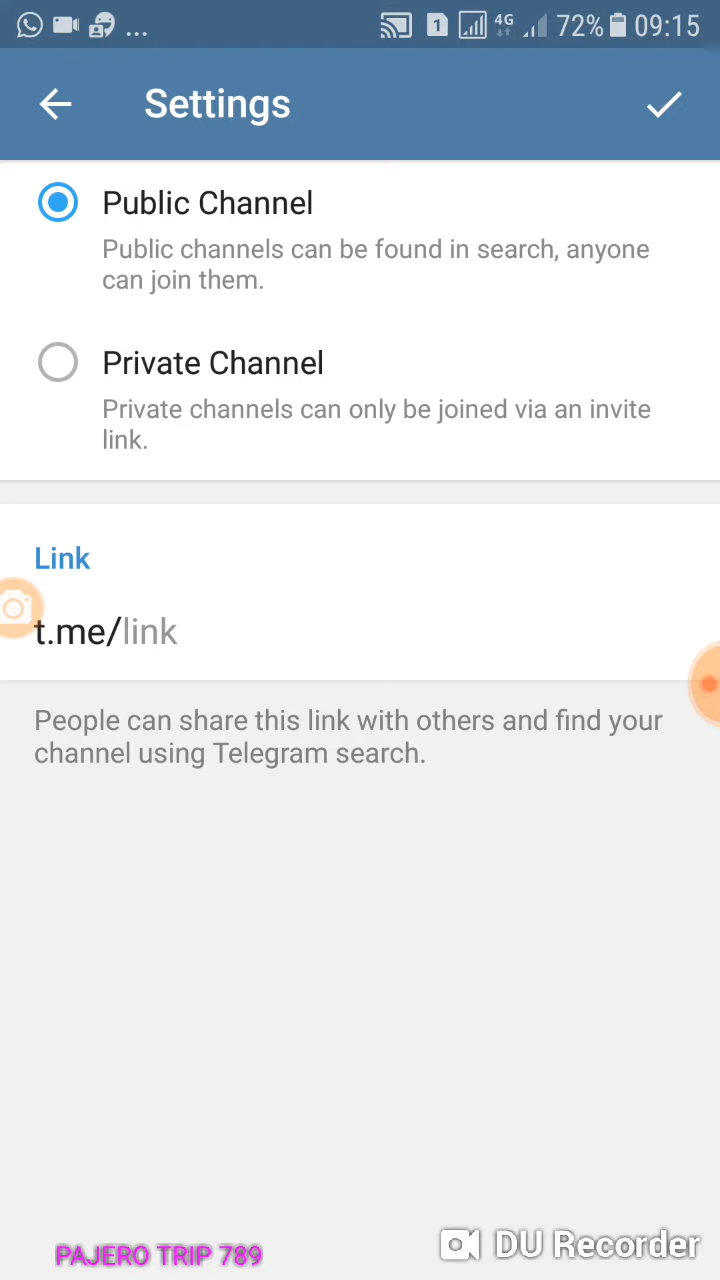 ... 1 4G 72% 09:15
Settings
Public Channel
Public channels can be found in search, anyone
can join them.
Private Channel
Private channels can only be joined via an invite
link.
Link
t.me/link
People can share this link with others and find your
channel using Telegram search.
PAJERO TRIP 789
DU Recorder